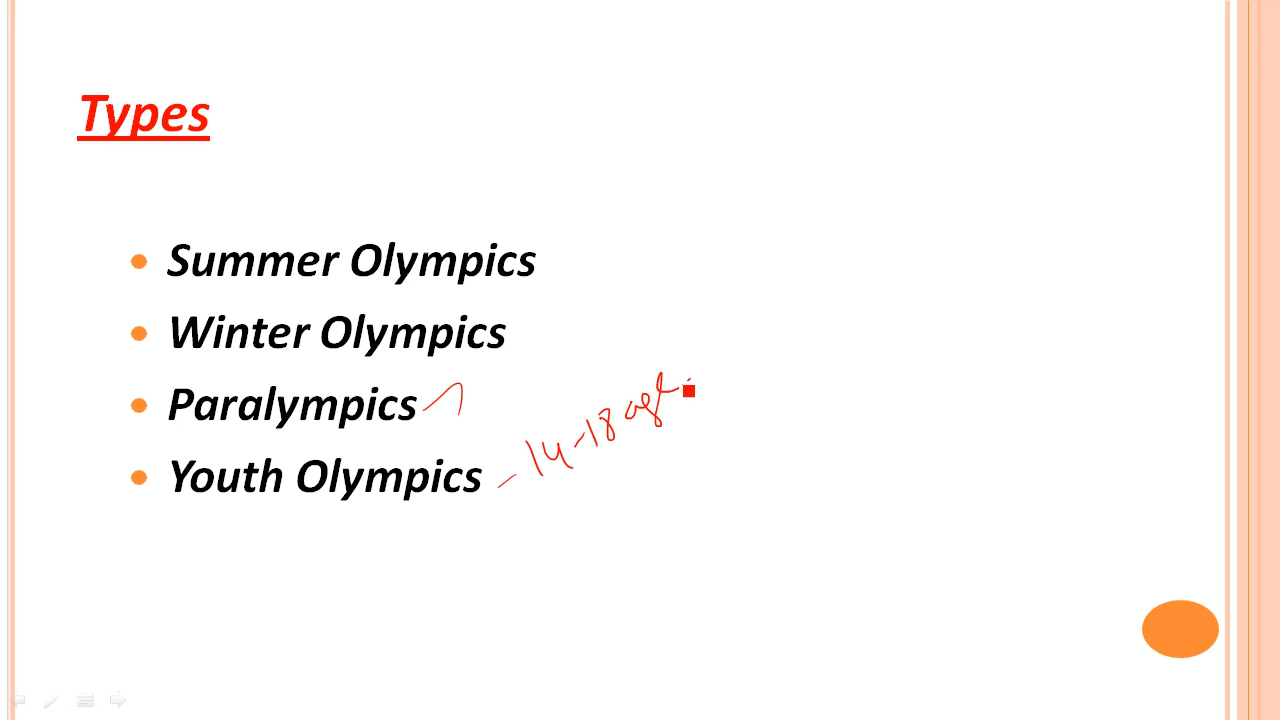 Types
Summer Olympics
Winter Olympics
Paralympics
Youth Olympics - 14-18 age